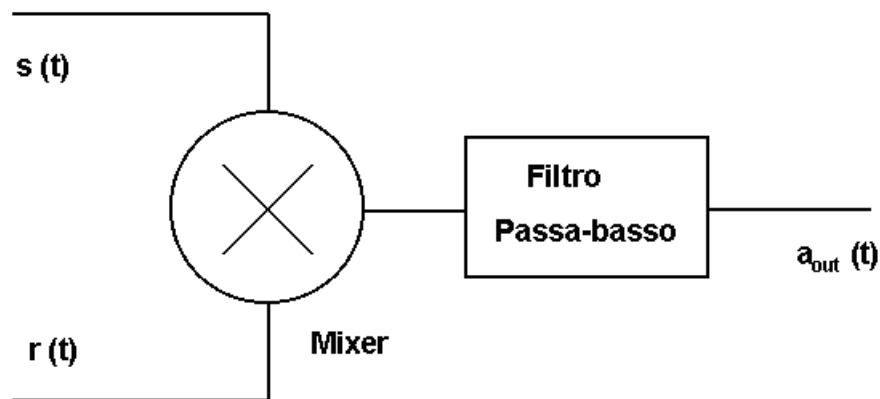 s (t)
Filtro
Passa-basso
a_out (t)
r (t)
Mixer